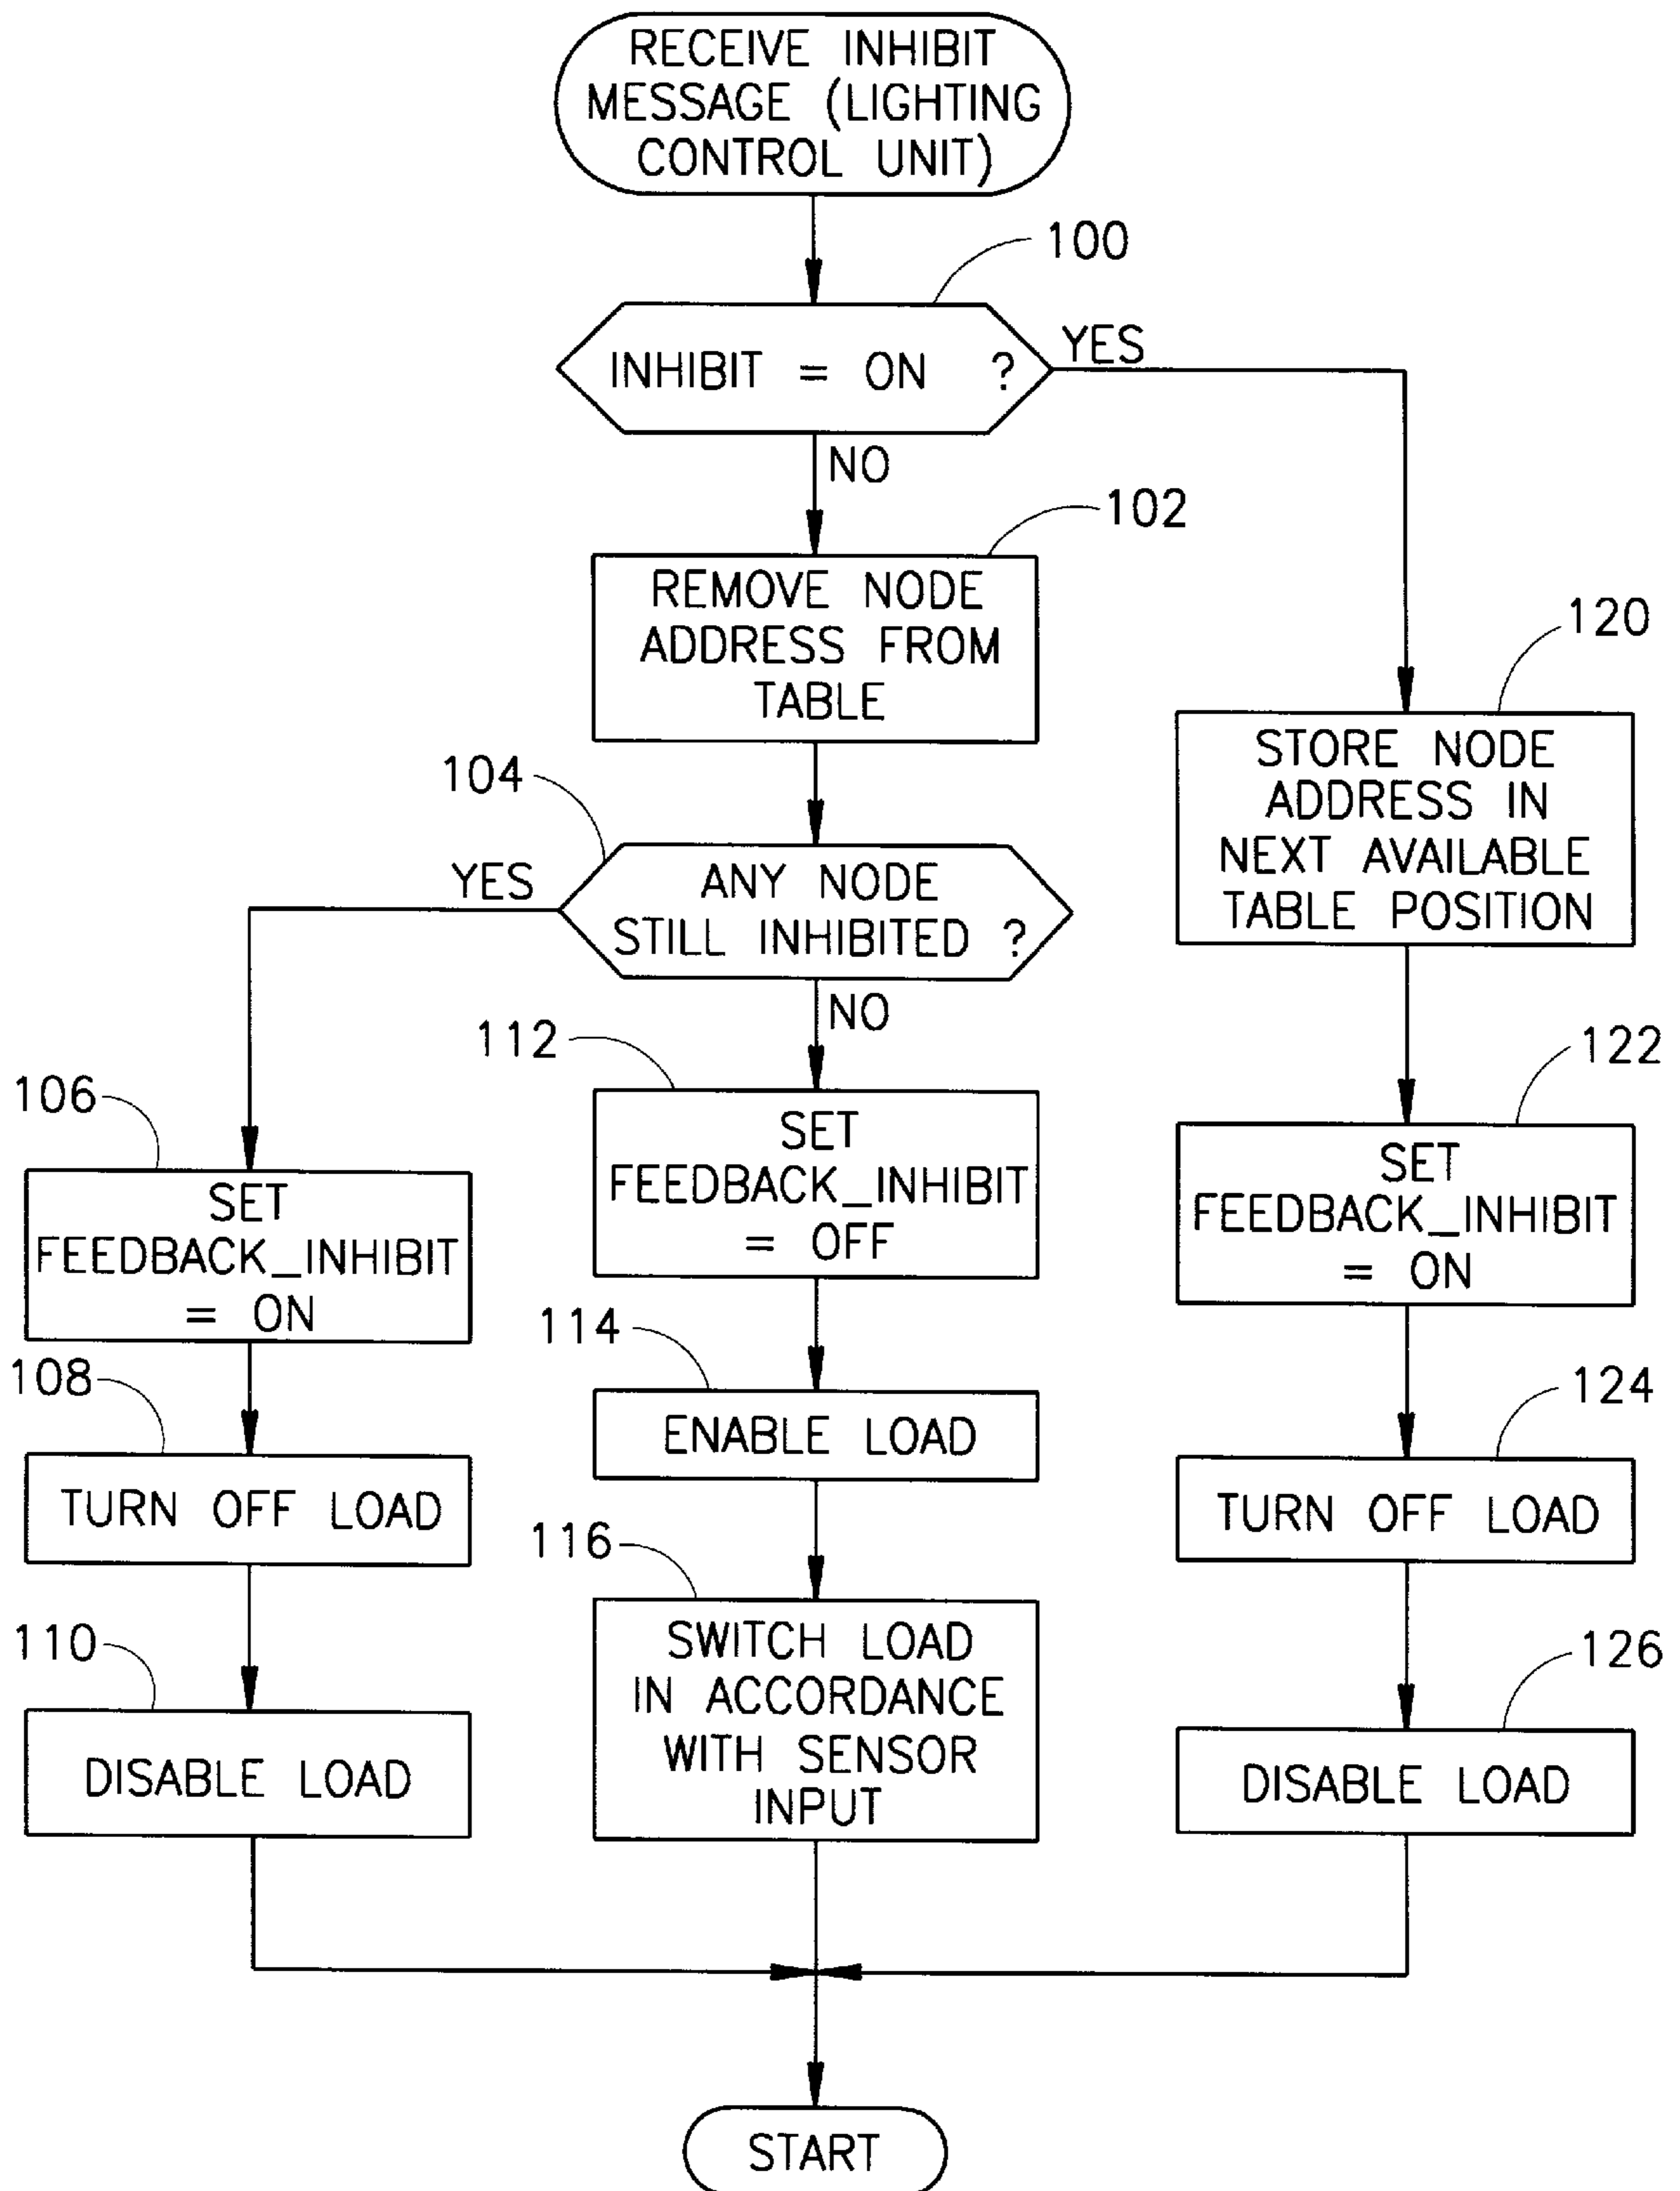 RECEIVE INHIBIT
MESSAGE (LIGHTING
CONTROL UNIT)
100
INHIBIT = ON ?
YES
NO
102
REMOVE NODE
ADDRESS FROM
TABLE
120
STORE NODE
ADDRESS IN
NEXT AVAILABLE
TABLE POSITION
104
YES
ANY NODE
STILL INHIBITED ?
NO
106
SET
FEEDBACK_INHIBIT
= ON
112
SET
FEEDBACK_INHIBIT
= OFF
122
SET
FEEDBACK_INHIBIT
= ON
108
TURN OFF LOAD
114
ENABLE LOAD
124
TURN OFF LOAD
110
DISABLE LOAD
116
SWITCH LOAD
IN ACCORDANCE
WITH SENSOR
INPUT
126
DISABLE LOAD
START